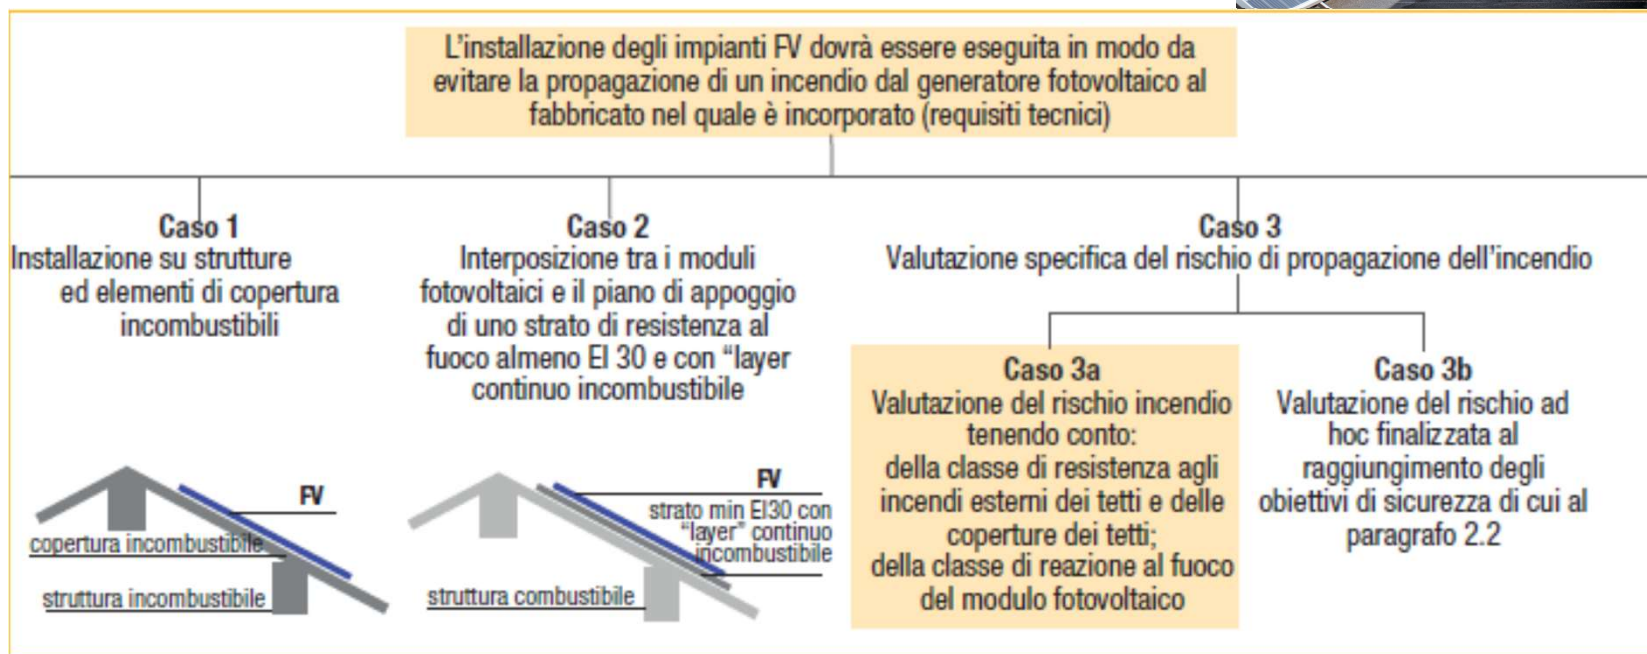 L'installazione degli impianti FV dovrà essere eseguita in modo da
evitare la propagazione di un incendio dal generatore fotovoltaico al
fabbricato nel quale è incorporato (requisiti tecnici)
Caso 1
Installazione su strutture
ed elementi di copertura
incombustibili
FV
copertura incombustibile
struttura incombustibile
Caso 2
Interposizione tra i moduli
fotovoltaici e il piano di appoggio
di uno strato di resistenza al
fuoco almeno EI 30 e con “layer
continuo incombustibile
FV
strato min EI30 con
“layer” continuo
incombustibile
struttura combustibile
Caso 3
Valutazione specifica del rischio di propagazione dell'incendio
Caso 3a
Valutazione del rischio incendio
tenendo conto:
della classe di resistenza agli
incendi esterni dei tetti e delle
coperture dei tetti;
della classe di reazione al fuoco
del modulo fotovoltaico
Caso 3b
Valutazione del rischio ad
hoc finalizzata al
raggiungimento degli
obiettivi di sicurezza di cui al
paragrafo 2.2